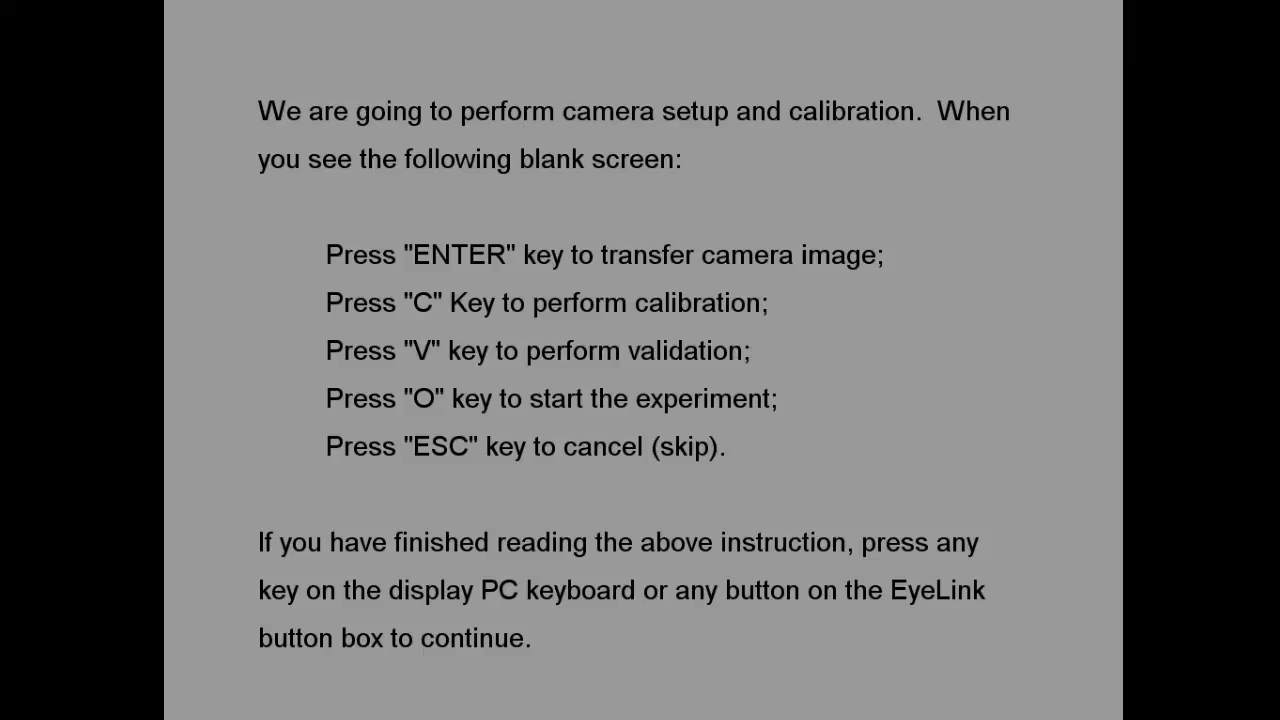 We are going to perform camera setup and calibration.  When
you see the following blank screen:
Press "ENTER" key to transfer camera image;
Press "C" Key to perform calibration;
Press "V" key to perform validation;
Press "O" key to start the experiment;
Press "ESC" key to cancel (skip).
If you have finished reading the above instruction, press any
key on the display PC keyboard or any button on the EyeLink
button box to continue.